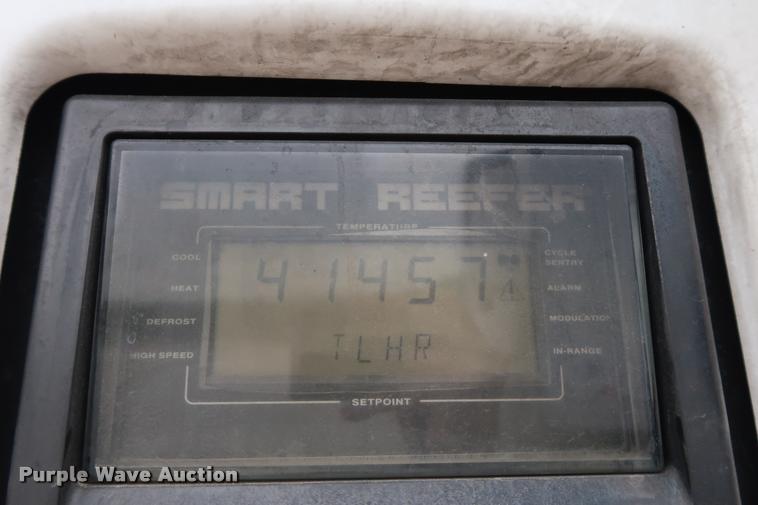 SMART REEFER
TEMPERATURE
COOL
HEAT
DEFROST
HIGH SPEED
41457
TLHR
CYCLE
SENTRY
ALARM
MODULATION
IN-RANGE
SETPOINT
Purple Wave Auction